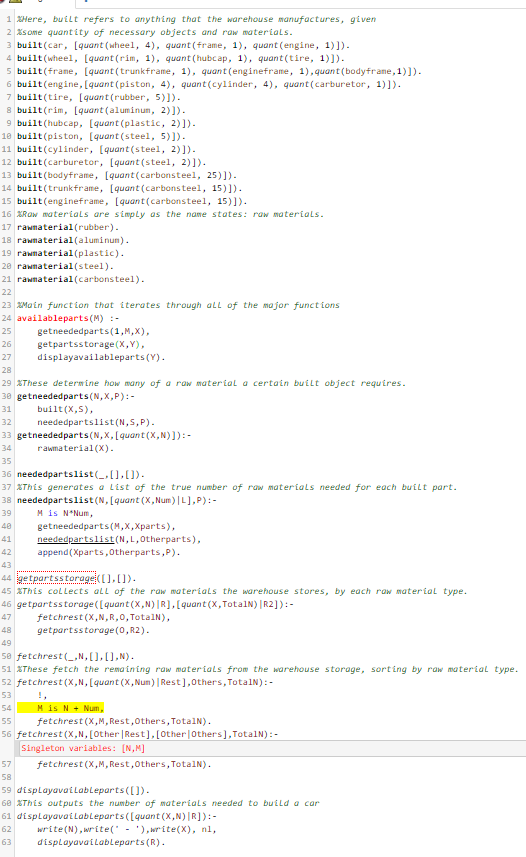 1 %Here, built refers to anything that the warehouse manufactures, given
2 %some quantity of necessary objects and raw materials.
3 built(car, [quant(wheel, 4), quant(frame, 1), quant(engine, 1)]).
4 built(wheel, [quant(rim, 1), quant(hubcap, 1), quant(tire, 1)]).
5 built(frame, [quant(trunkframe, 1), quant(engineframe, 1),quant(bodyframe,1)]).
6 built(engine,[quant(piston, 4), quant(cylinder, 4), quant(carburetor, 1)]).
7 built(tire, [quant(rubber, 5)]).
8 built(rim, [quant(aluminum, 2)]).
9 built(hubcap, [quant(plastic, 2)]).
10 built(piston, [quant(steel, 5)]).
11 built(cylinder, [quant(steel, 2)]).
12 built(carburetor, [quant(steel, 2)]).
13 built(bodyframe, [quant(carbonsteel, 25)]).
14 built(trunkframe, [quant(carbonsteel, 15)]).
15 built(engineframe, [quant(carbonsteel, 15)]).
16 %Raw materials are simply as the name states: raw materials.
17 rawmaterial(rubber).
18 rawmaterial(aluminum).
19 rawmaterial(plastic).
20 rawmaterial(steel).
21 rawmaterial(carbonsteel).
22
23 %Main function that iterates through all of the major functions
24 availableparts(M) :-
25 getneededparts(1,M,X),
26 getpartsstorage(X,Y),
27 displayavailableparts(Y).
28
29 %These determine how many of a raw material a certain built object requires.
30 getneededparts(N,X,P):-
31 built(X,S),
32 neededpartslist(N,S,P).
33 getneededparts(N,X,[quant(X,N)]):-
34 rawmaterial(X).
35
36 neededpartslist(_,[],[]).
37 %This generates a list of the true number of raw materials needed for each built part.
38 neededpartslist(N,[quant(X,Num)|L],P):-
39 M is N*Num,
40 getneededparts(M,X,Xparts),
41 neededpartslist(N,L,Otherparts),
42 append(Xparts,Otherparts,P).
43
44 getpartsstorage([],[]).
45 %This collects all of the raw materials the warehouse stores, by each raw material type.
46 getpartsstorage([quant(X,N)|R],[quant(X,TotalN)|R2]):-
47 fetchrest(X,N,R,O,TotalN),
48 getpartsstorage(O,R2).
49
50 fetchrest(_,N,[],[],N).
51 %These fetch the remaining raw materials from the warehouse storage, sorting by raw material type.
52 fetchrest(X,N,[quant(X,Num)|Rest],Others,TotalN):-
53 !,
54 M is N + Num,
55 fetchrest(X,M,Rest,Others,TotalN).
56 fetchrest(X,N,[Other|Rest],[Other|Others],TotalN):-
Singleton variables: [N,M]
57 fetchrest(X,M,Rest,Others,TotalN).
58
59 displayavailableparts([]).
60 %This outputs the number of materials needed to build a car
61 displayavailableparts([quant(X,N)|R]):-
62 write(N),write(' - '),write(X), nl,
63 displayavailableparts(R).